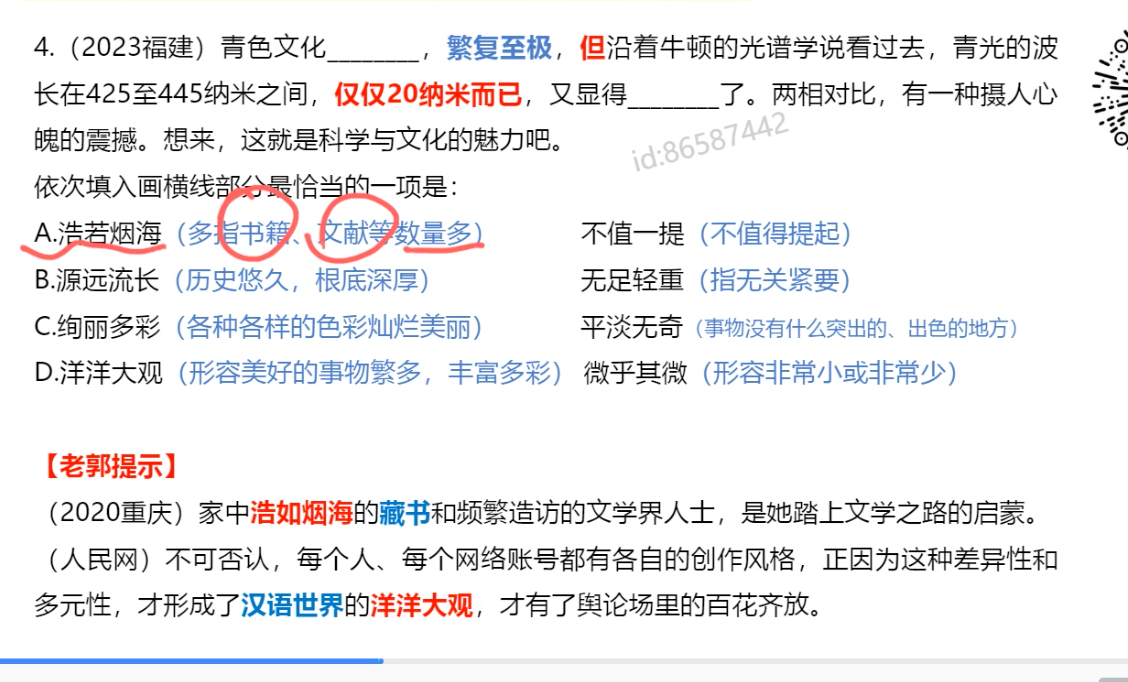 4.（2023福建）青色文化________，繁复至极，但沿着牛顿的光谱学说看过去，青光的波
长在425至445纳米之间，仅仅20纳米而已，又显得________了。两相对比，有一种摄人心
魄的震撼。想来，这就是科学与文化的魅力吧。
id:86587442
依次填入画横线部分最恰当的一项是：
A.浩若烟海（多指书籍、文献等数量多） 不值一提（不值得提起）
B.源远流长（历史悠久，根底深厚） 无足轻重（指无关紧要）
C.绚丽多彩（各种各样的色彩灿烂美丽） 平淡无奇（事物没有什么突出的、出色的地方）
D.洋洋大观（形容美好的事物繁多，丰富多彩） 微乎其微（形容非常小或非常少）
【老郭提示】
（2020重庆）家中浩如烟海的藏书和频繁造访的文学界人士，是她踏上文学之路的启蒙。
（人民网）不可否认，每个人、每个网络账号都有各自的创作风格，正因为这种差异性和
多元性，才形成了汉语世界的洋洋大观，才有了舆论场里的百花齐放。